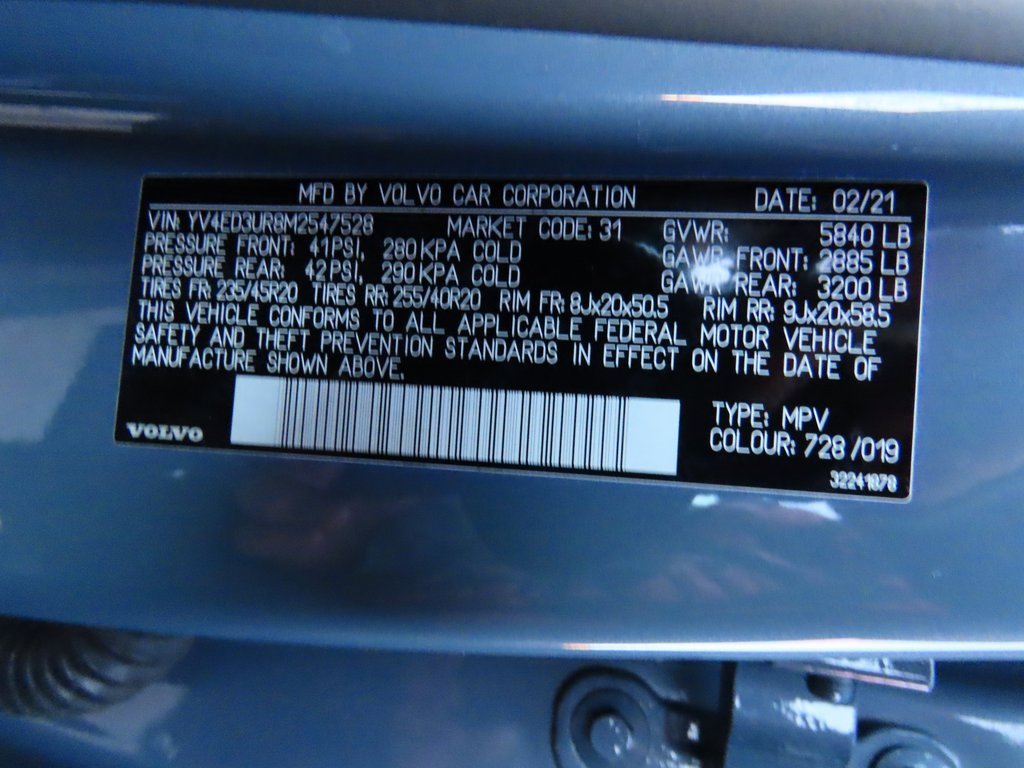 MFD BY VOLVO CAR CORPORATION DATE: 02/21
VIN: YV4ED3UR8M2547528 MARKET CODE: 31 GVWR: 5840 LB
PRESSURE FRONT: 41PSI, 280KPA COLD GAWR FRONT: 2885 LB
PRESSURE REAR: 42PSI, 290KPA COLD GAWR REAR: 3200 LB
TIRES FR: 235/45R20 TIRES RR: 255/40R20 RIM FR: 8Jx20x50.5 RIM RR: 9Jx20x58.5
THIS VEHICLE CONFORMS TO ALL APPLICABLE FEDERAL MOTOR VEHICLE
SAFETY AND THEFT PREVENTION STANDARDS IN EFFECT ON THE DATE OF
MANUFACTURE SHOWN ABOVE.
TYPE: MPV
VOLVO COLOUR: 728/019
32241878